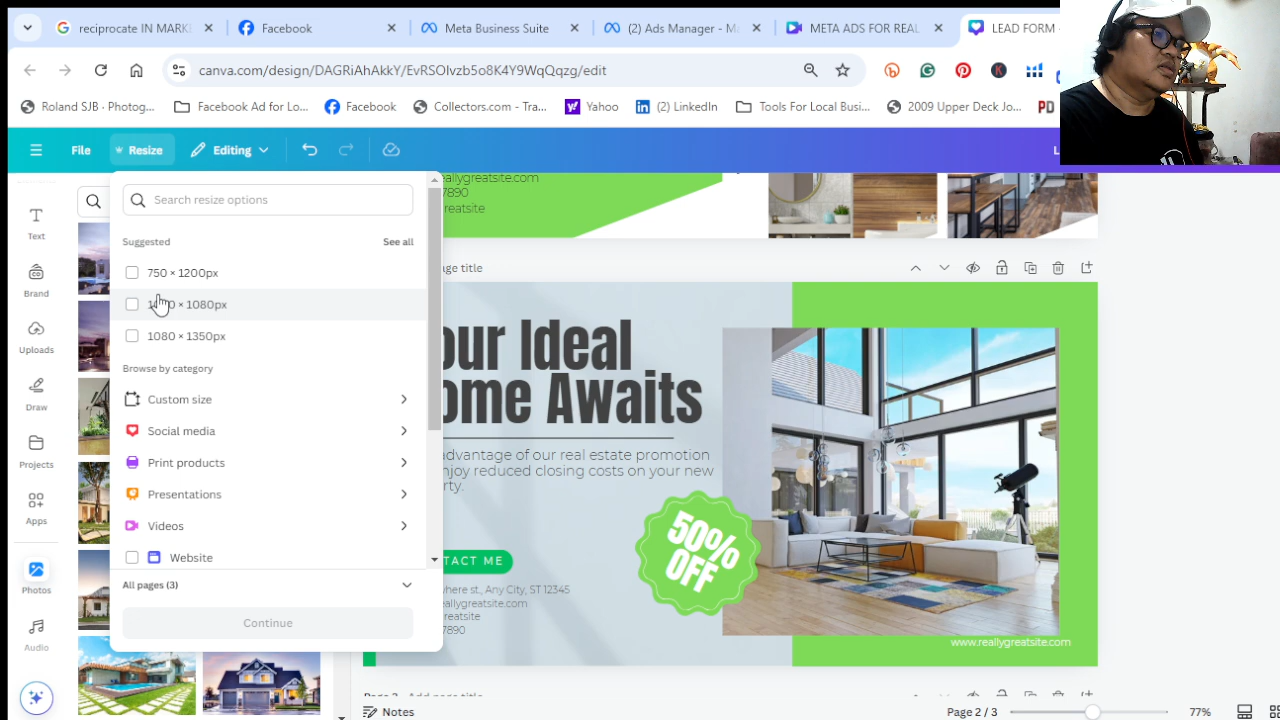 reciprocate IN MARK
Facebook
Meta Business Suite
(2) Ads Manager - M
META ADS FOR REAL
LEAD FORM
canva.com/design/DAGRiAhAkkY/EvRSOlvzb5o8K4Y9WqQqzg/edit
Roland SJB · Photog...
Facebook Ad for Lo...
Facebook
Collectors.com - Tra...
Yahoo
(2) LinkedIn
Tools For Local Busi...
2009 Upper Deck Jo...
PD
File
Resize
Editing
L
Text
Brand
Uploads
Draw
Projects
Apps
Photos
Audio
Search resize options
Suggested
See all
750 × 1200px
× 1080px
1080 × 1350px
Browse by category
Custom size
Social media
Print products
Presentations
Videos
Website
All pages (3)
Continue
eallygreatsite.com
7890
greatsite
ge title
our Ideal
ome Awaits
advantage of our real estate promotion
njoy reduced closing costs on your new
rty.
50%
OFF
TACT ME
where st., Any City, ST 12345
eallygreatsite.com
reatsite
7890
www.reallygreatsite.com
Notes
Page 2 / 3
77%